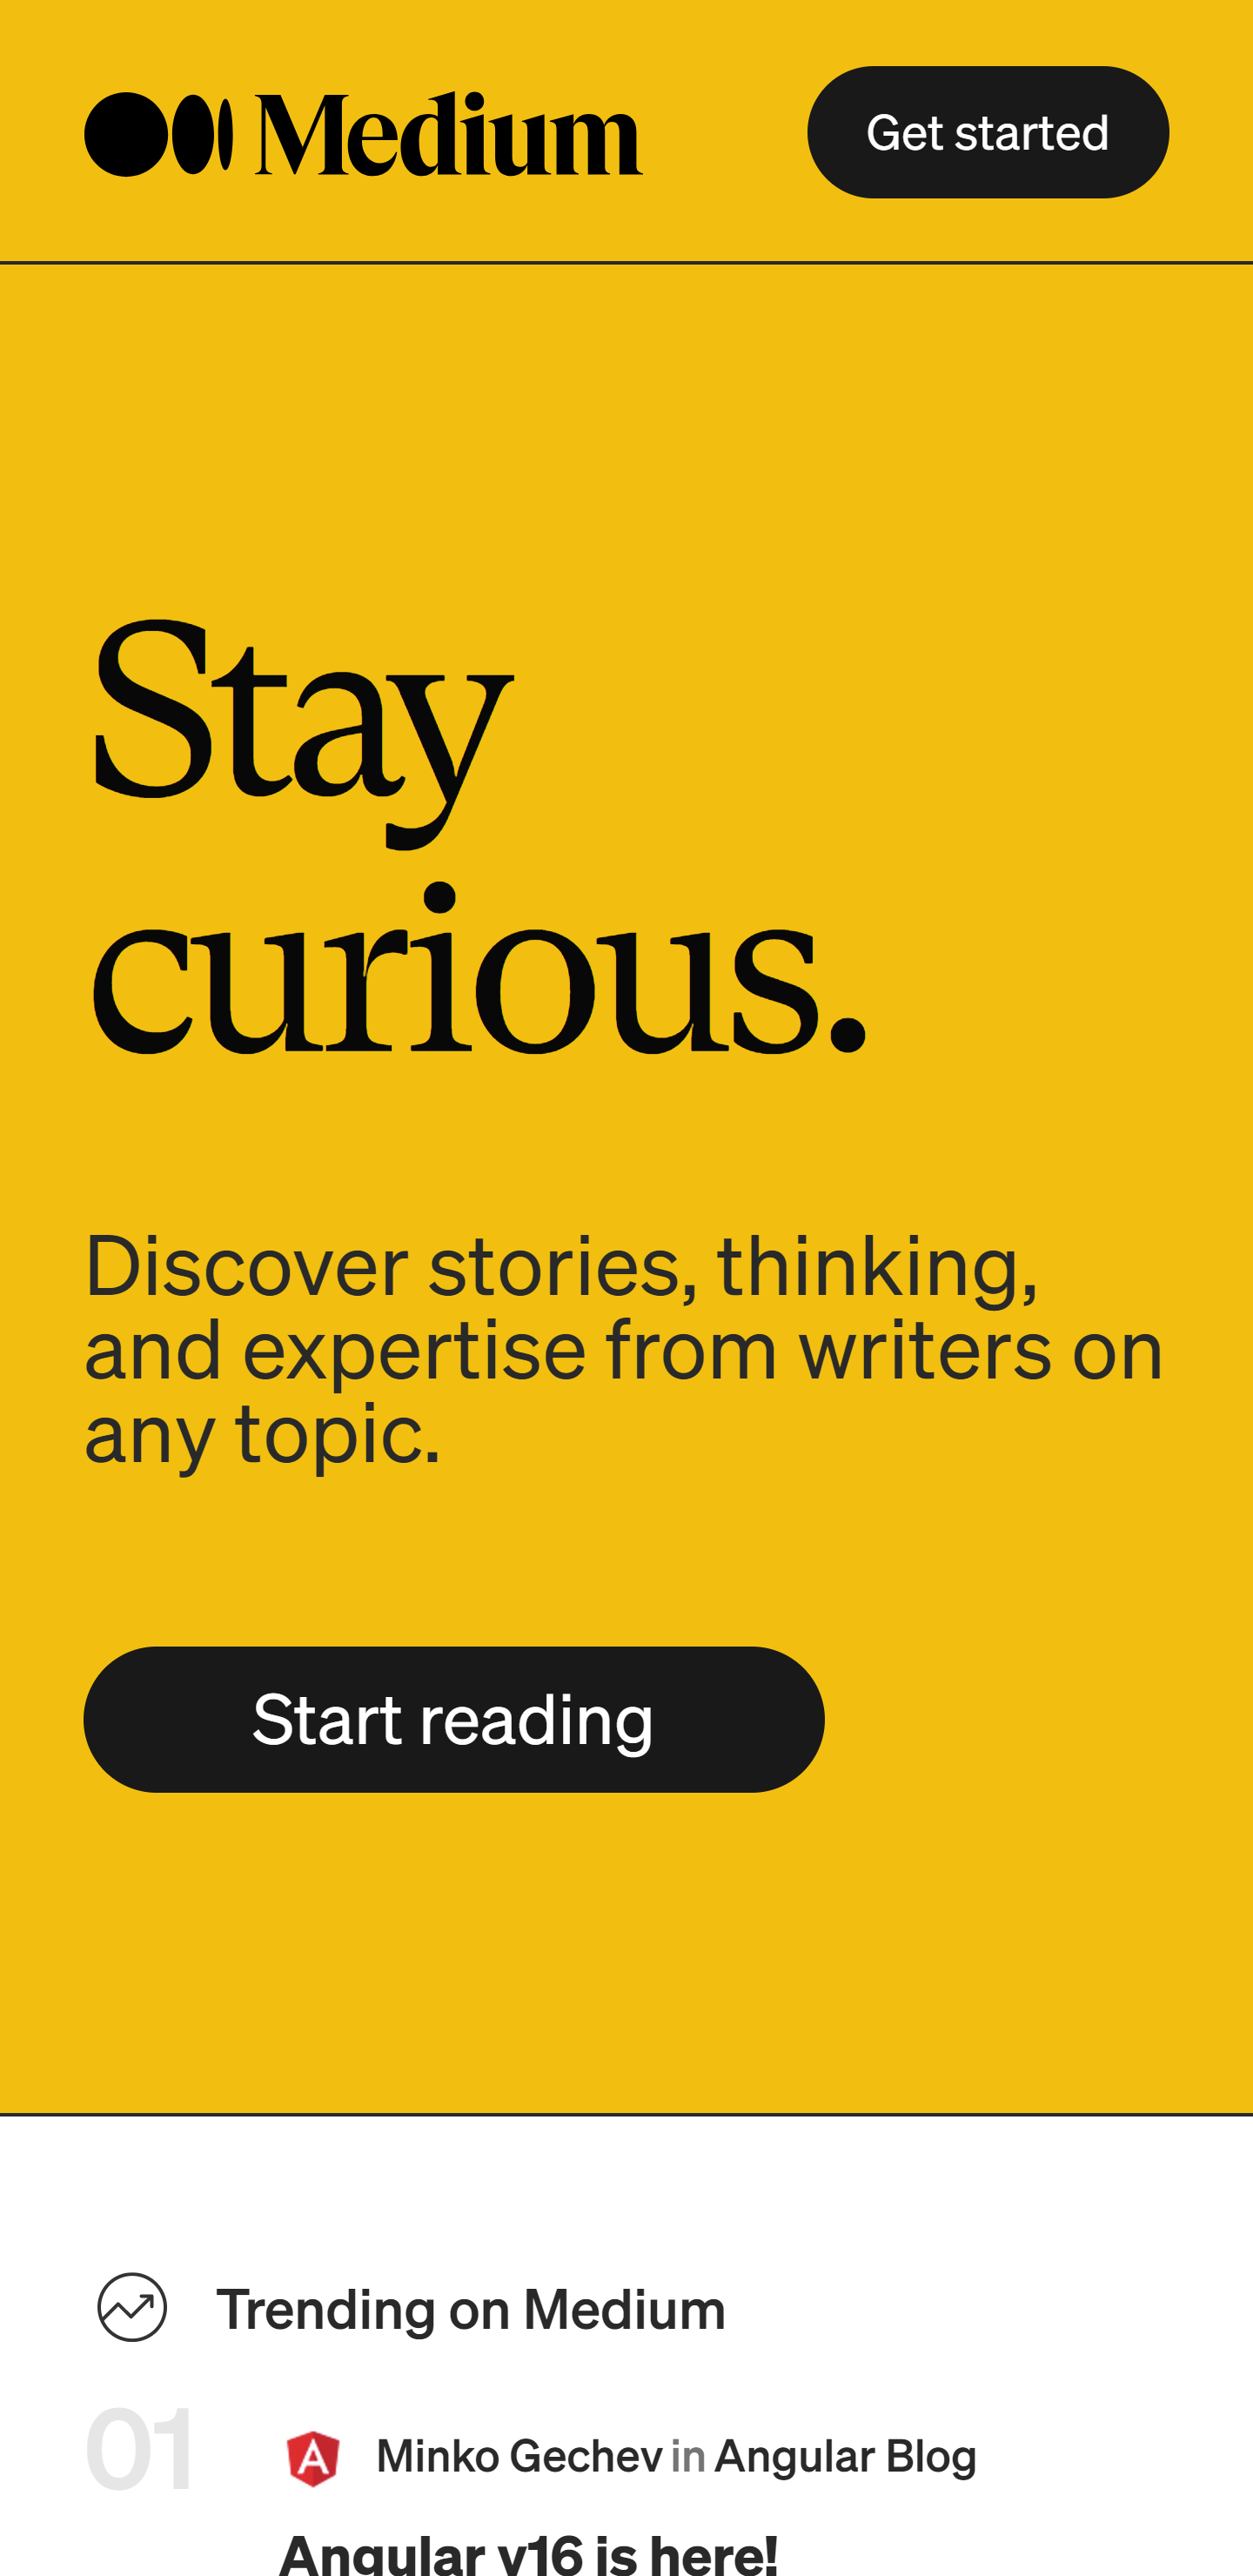 Medium
Get started
Stay
curious.
Discover stories, thinking,
and expertise from writers on
any topic.
Start reading
Trending on Medium
01
Minko Gechev in Angular Blog
Angular v16 is here!